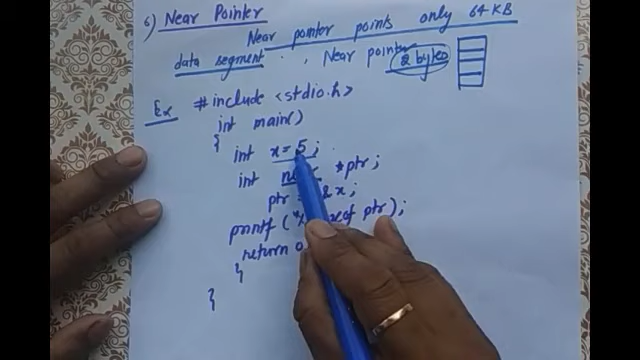 6) Near Pointer
Near pointer points only 64 KB
data segment. , Near pointer 2 bytes
Ex #include <stdio.h>
int main()
{
int x = 5;
int *ptr;
ptr = &x;
printf ( ptr);
return 0
}
}